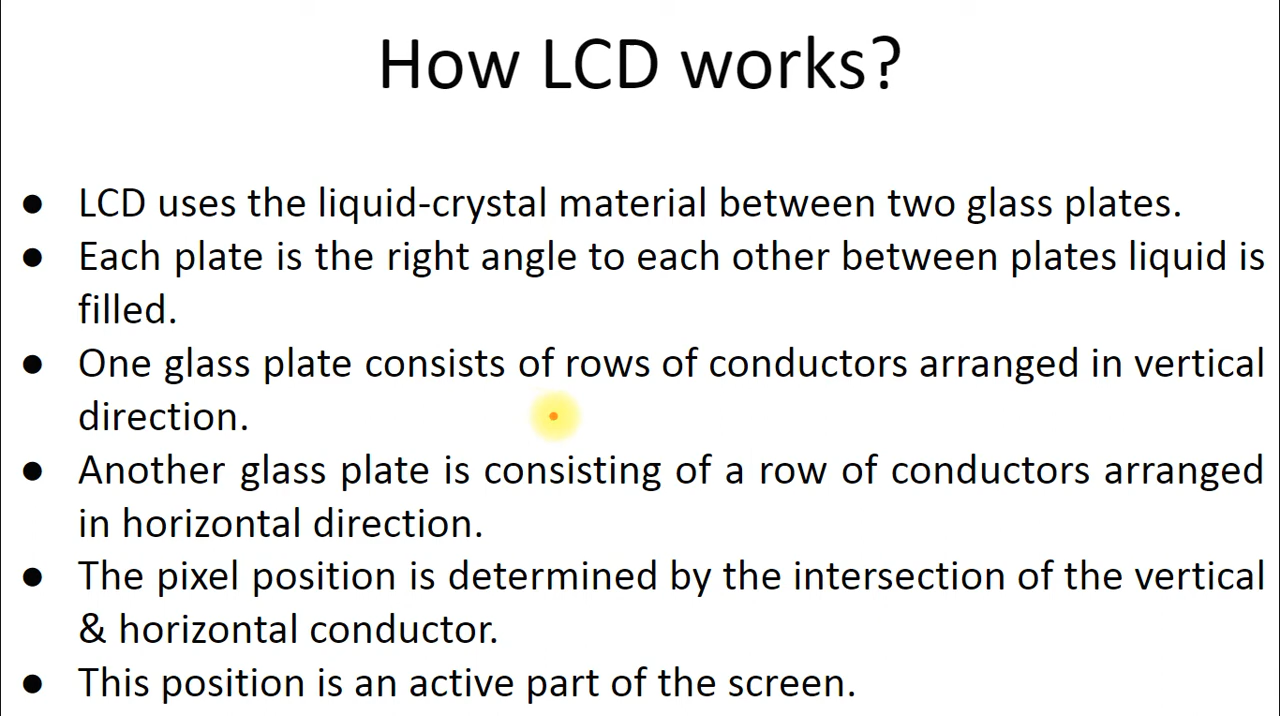 How LCD works?
● LCD uses the liquid-crystal material between two glass plates.
● Each plate is the right angle to each other between plates liquid is
filled.
● One glass plate consists of rows of conductors arranged in vertical
direction.
● Another glass plate is consisting of a row of conductors arranged
in horizontal direction.
● The pixel position is determined by the intersection of the vertical
& horizontal conductor.
● This position is an active part of the screen.